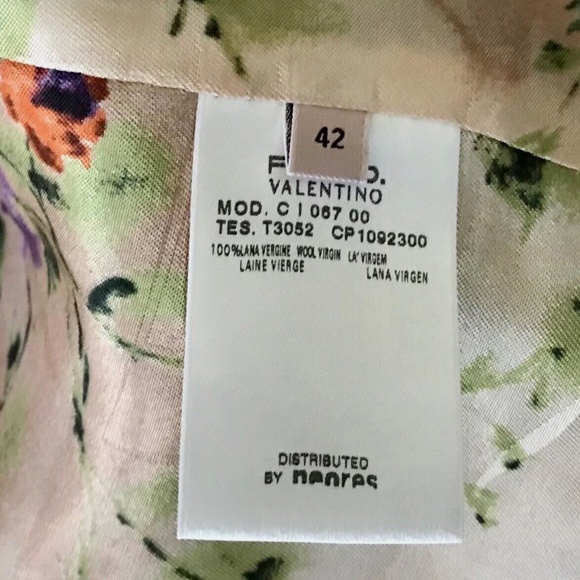 42
VALENTINO
MOD. C I 067 00
TES. T3052 CP1092300
100%LANA VERGINE WOOL VIRGIN LA' VIRGEM
LAINE VIERGE LANA VIRGEN
DISTRIBUTED
BY